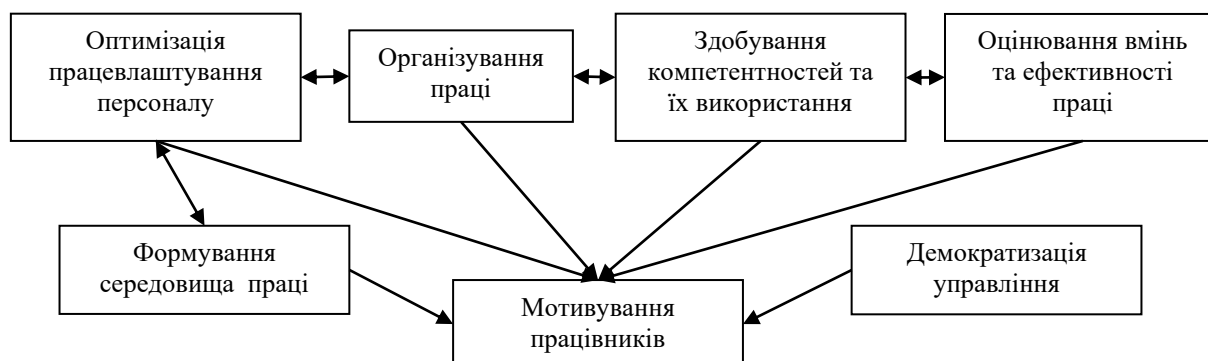 Оптимізація
працевлаштування
персоналу
Організування
праці
Здобування
компетентностей та
їх використання
Оцінювання вмінь
та ефективності
праці
Формування
середовища праці
Мотивування
працівників
Демократизація
управління